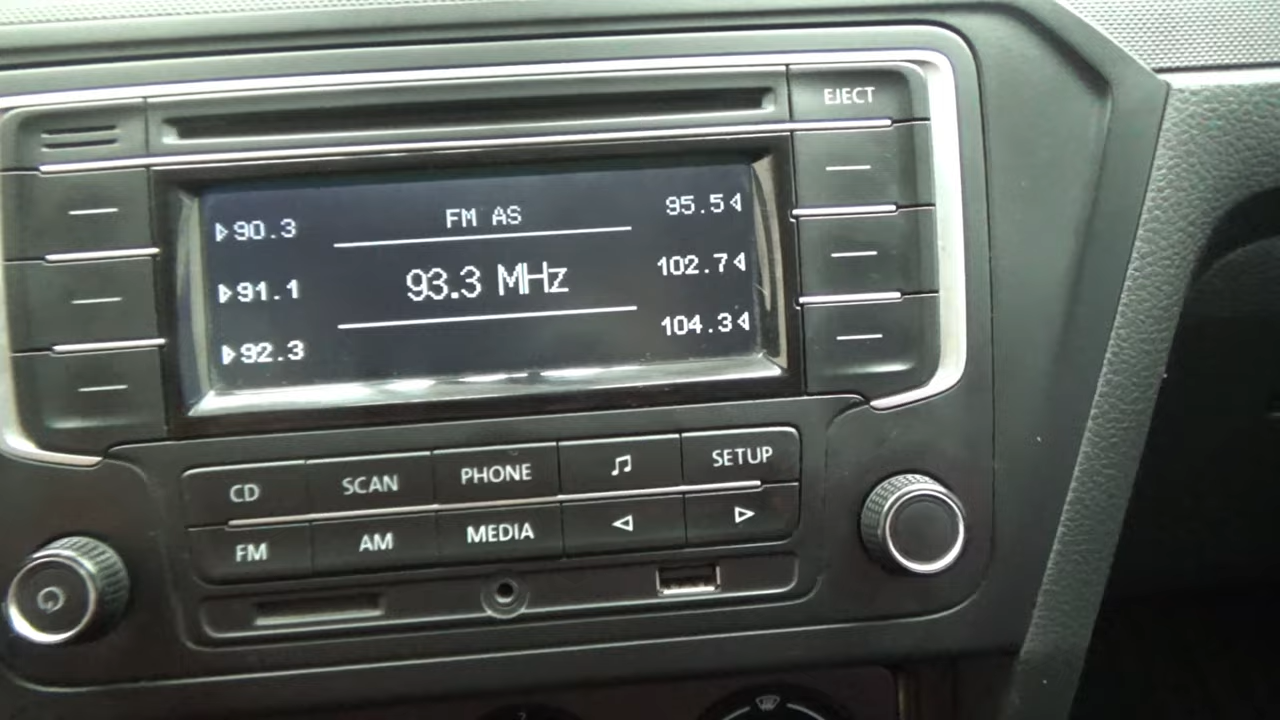 EJECT
FM AS
90.3
95.5
93.3 MHz
91.1
102.7
92.3
104.3
CD
SCAN
PHONE
SETUP
FM
AM
MEDIA